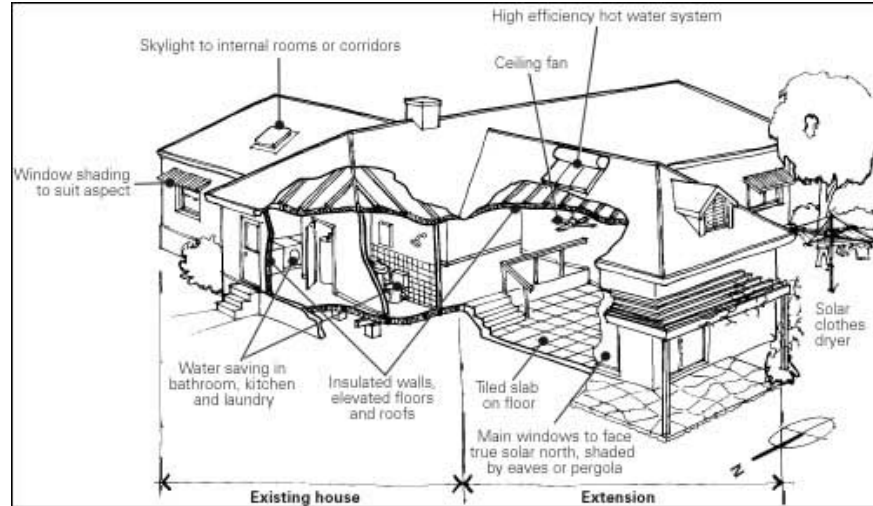 High efficiency hot water system
Skylight to internal rooms or corridors
Ceiling fan
Window shading
to suit aspect
Solar
clothes
dryer
Water saving in
bathroom, kitchen
and laundry
Insulated walls,
elevated floors
and roofs
Tiled slab
on floor
Main windows to face
true solar north, shaded
by eaves or pergola
N
Existing house
Extension